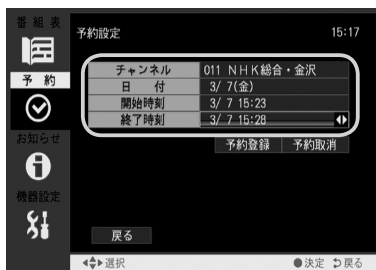 番組表
予約
お知らせ
機器設定
予約設定 15:17
チャンネル 011 NHK総合・金沢
日 付 3/ 7(金)
開始時刻 3/ 7 15:23
終了時刻 3/ 7 15:28
予約登録 予約取消
戻る
選択 ●決定 戻る